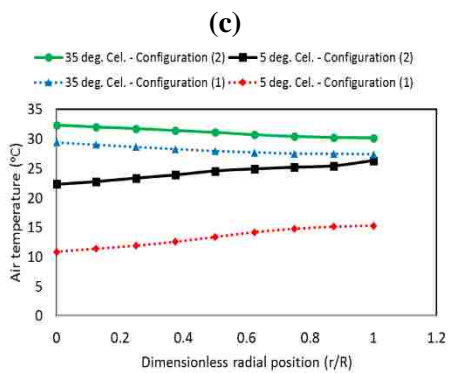 (c)
35 deg. Cel. - Configuration (2) 5 deg. Cel. - Configuration (2)
35 deg. Cel. - Configuration (1) 5 deg. Cel. - Configuration (1)
35
30
25
20
15
10
5
0
Air temperature (°C)
0 0.2 0.4 0.6 0.8 1 1.2
Dimensionless radial position (r/R)